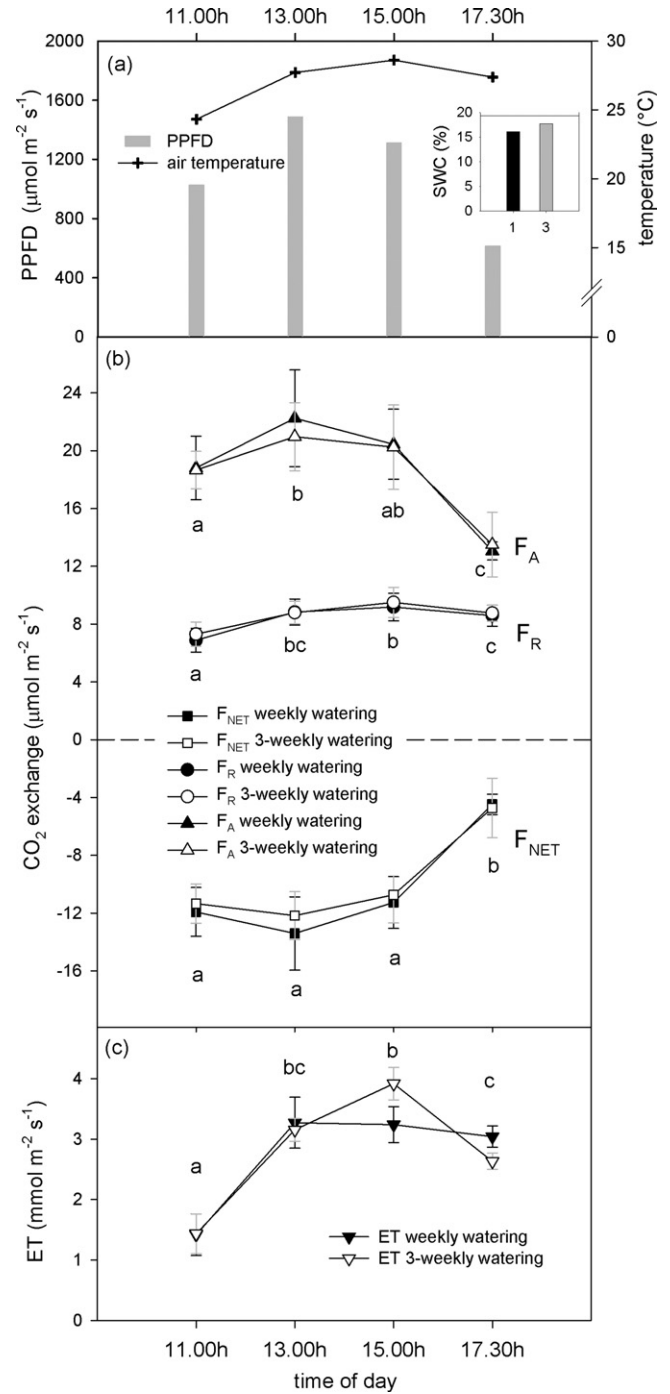 11.00h 13.00h 15.00h 17.30h
(a)
2000
1600
1200
800
400
0
PPFD (µmol m⁻² s⁻¹)
30
25
20
15
0
temperature (°C)
PPFD
air temperature
20
15
10
5
0
SWC (%)
1 3
(b)
24
20
16
12
8
4
0
-4
-8
-12
-16
CO₂ exchange (µmol m⁻² s⁻¹)
a b ab c
F_A
a bc b c
F_R
F_NET weekly watering
F_NET 3-weekly watering
F_R weekly watering
F_R 3-weekly watering
F_A weekly watering
F_A 3-weekly watering
F_NET
a a a b
(c)
4
3
2
1
0
ET (mmol m⁻² s⁻¹)
a bc b c
ET weekly watering
ET 3-weekly watering
11.00h 13.00h 15.00h 17.30h
time of day